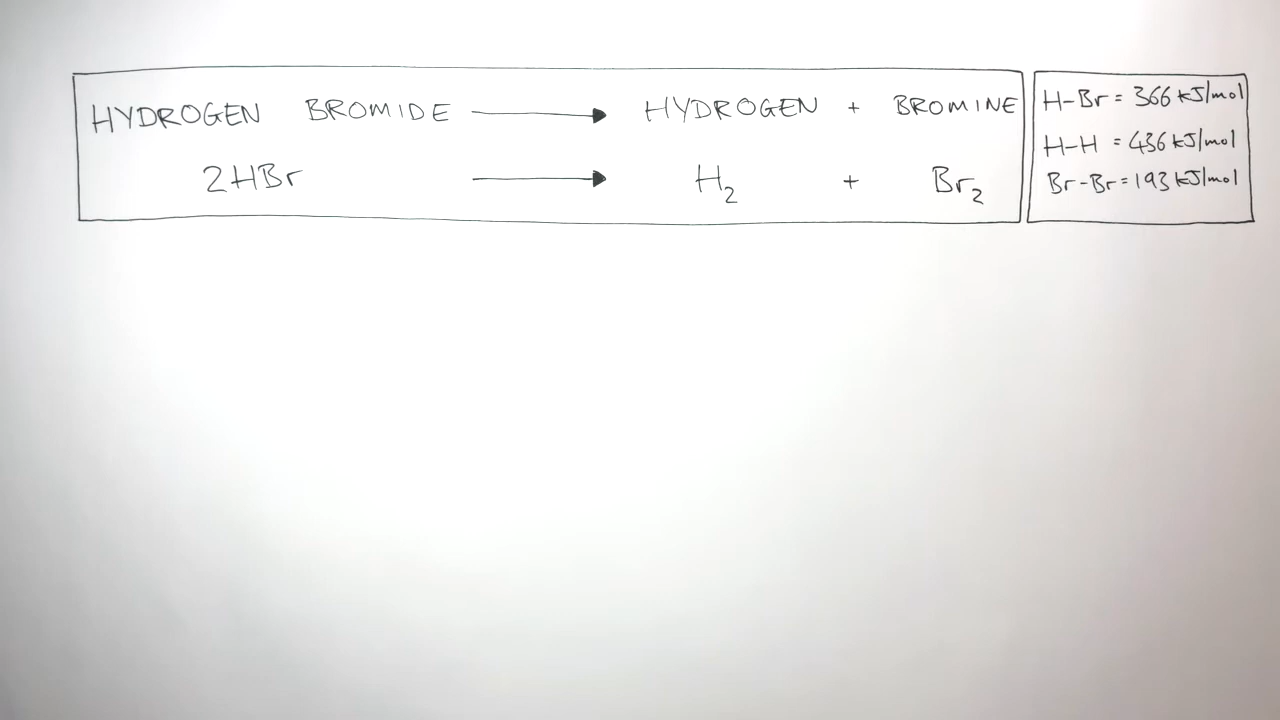 HYDROGEN BROMIDE ⟶ HYDROGEN + BROMINE
2HBr ⟶ H₂ + Br₂
H-Br = 366 kJ/mol
H-H = 436 kJ/mol
Br-Br = 193 kJ/mol